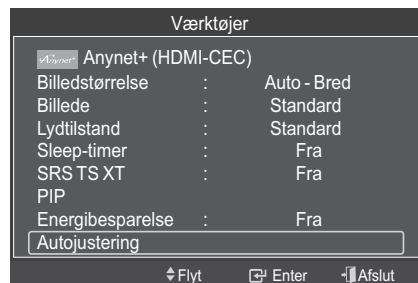 Værktøjer
Anynet+ Anynet+ (HDMI-CEC)
Billedstørrelse : Auto - Bred
Billede : Standard
Lydtilstand : Standard
Sleep-timer : Fra
SRS TS XT : Fra
PIP
Energibesparelse : Fra
Autojustering
Flyt Enter Afslut